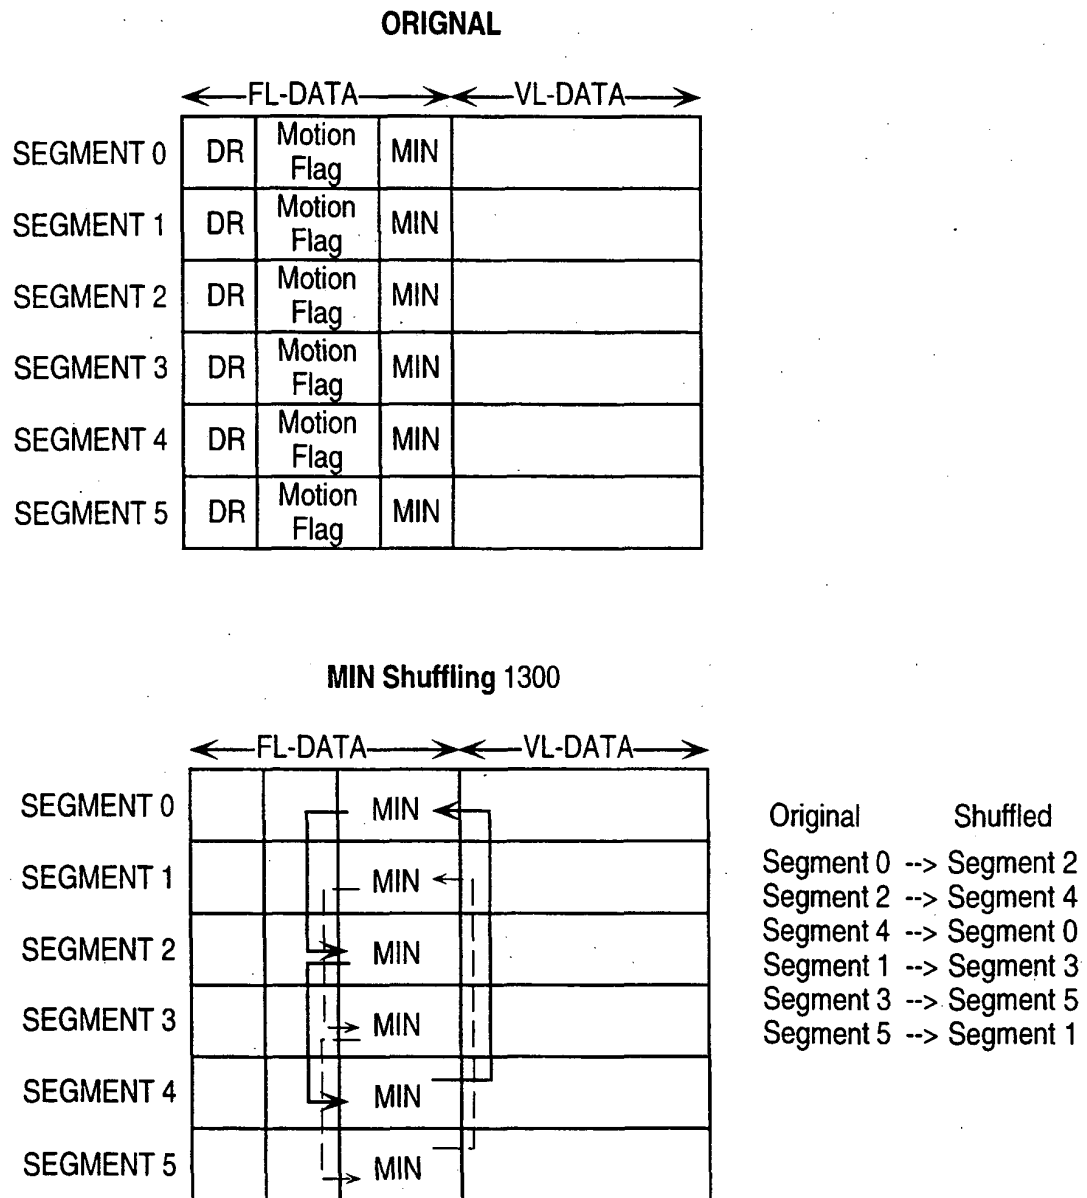 ORIGNAL
FL-DATA VL-DATA
SEGMENT 0 DR Motion Flag MIN
SEGMENT 1 DR Motion Flag MIN
SEGMENT 2 DR Motion Flag MIN
SEGMENT 3 DR Motion Flag MIN
SEGMENT 4 DR Motion Flag MIN
SEGMENT 5 DR Motion Flag MIN
MIN Shuffling 1300
FL-DATA VL-DATA
SEGMENT 0 MIN
SEGMENT 1 MIN
SEGMENT 2 MIN
SEGMENT 3 MIN
SEGMENT 4 MIN
SEGMENT 5 MIN
Original Shuffled
Segment 0 --> Segment 2
Segment 2 --> Segment 4
Segment 4 --> Segment 0
Segment 1 --> Segment 3
Segment 3 --> Segment 5
Segment 5 --> Segment 1